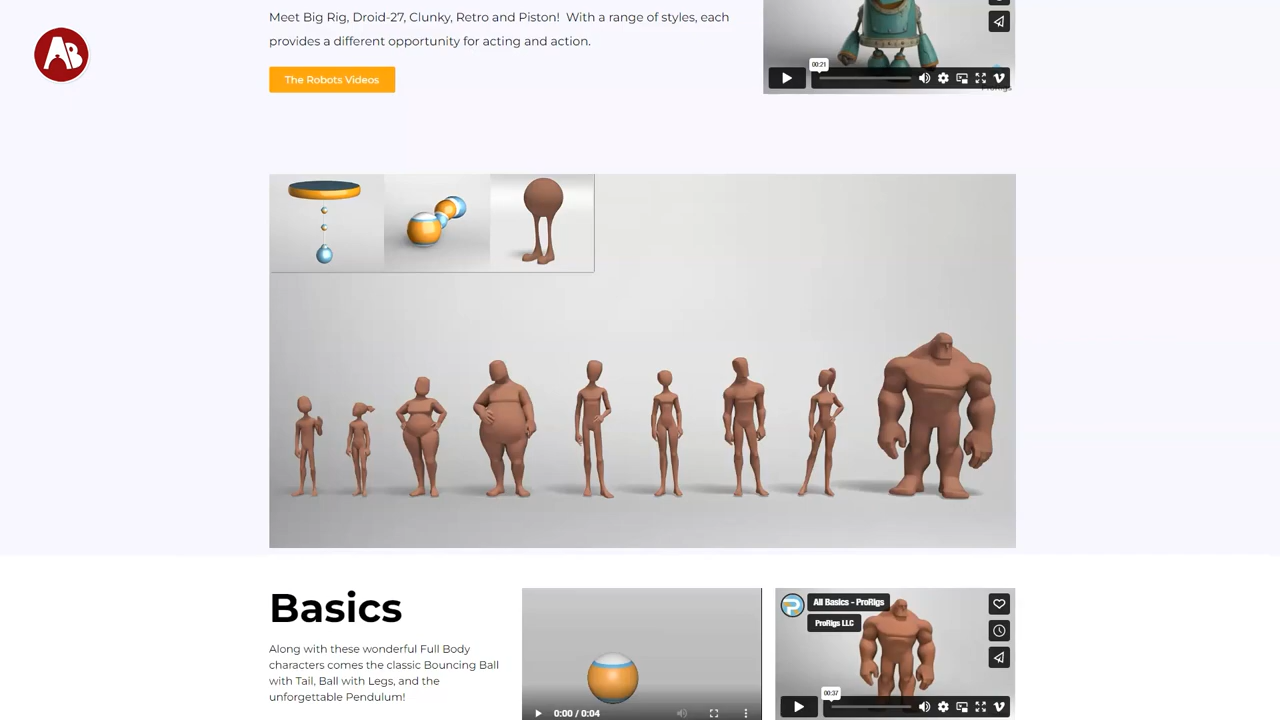 Meet Big Rig, Droid-27, Clunky, Retro and Piston!  With a range of styles, each
provides a different opportunity for acting and action.
The Robots Videos
AB
00:21
ProRigs
Basics
Along with these wonderful Full Body
characters comes the classic Bouncing Ball
with Tail, Ball with Legs, and the
unforgettable Pendulum!
0:00 / 0:04
All Basics - ProRigs
ProRigs LLC
00:37